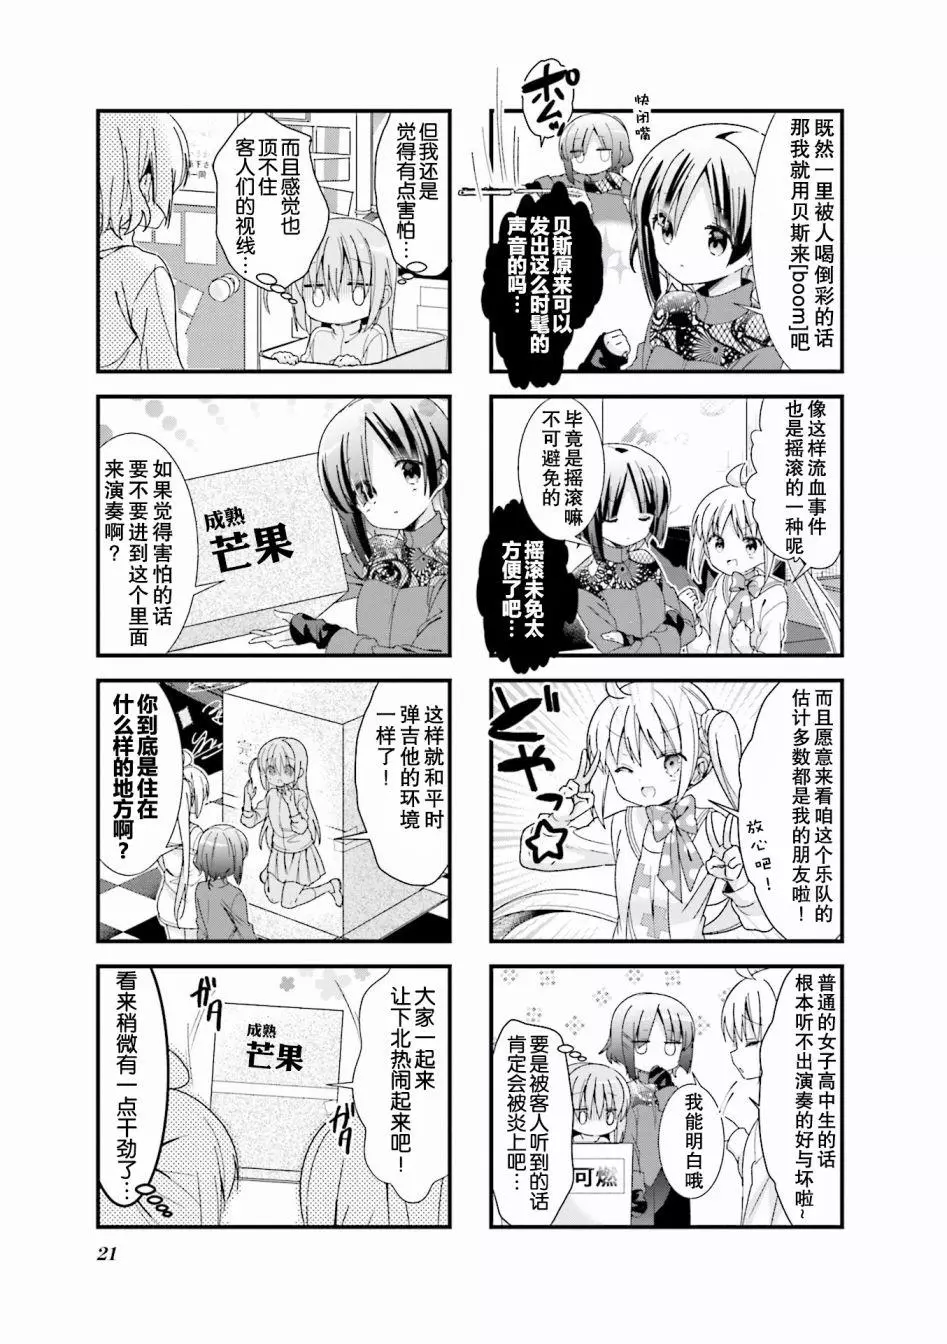 既然一里被人喝倒彩的话
那我就用贝斯来[boom]吧
快闭嘴
ポム
贝斯原来可以
发出这么时髦的
声音的吗…
像这样流血事件
也是摇滚的一种呢
毕竟是摇滚嘛
不可避免的
摇滚未免太
方便了吧…
而且愿意来看咱这个乐队的
估计多数都是我的朋友啦！
放心吧！
どやっ☆
普通的女子高中生的话
根本听不出演奏的好与坏啦~
我能明白哦
要是被客人听到的话
肯定会被炎上吧…
可燃
但我还是
觉得有点害怕…
而且感觉也
顶不住
客人们的视线…
如果觉得害怕的话
要不要进到这个里面
来演奏啊？
成熟
芒果
这样就和平时
弹吉他的环境
一样了！
你到底是住在
什么样的地方啊？
大家一起来
让下北热闹起来吧！
ガタ
ガタ
成熟
芒果
看来稍微有一点干劲了…
21